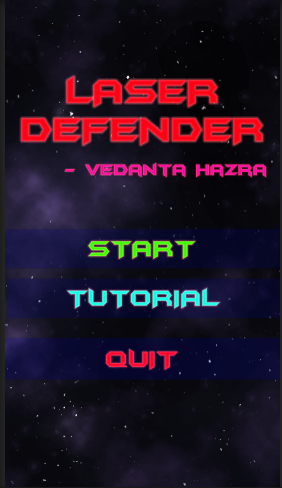 LASER
DEFENDER
- VEDANTA HAZRA
START
TUTORIAL
QUIT